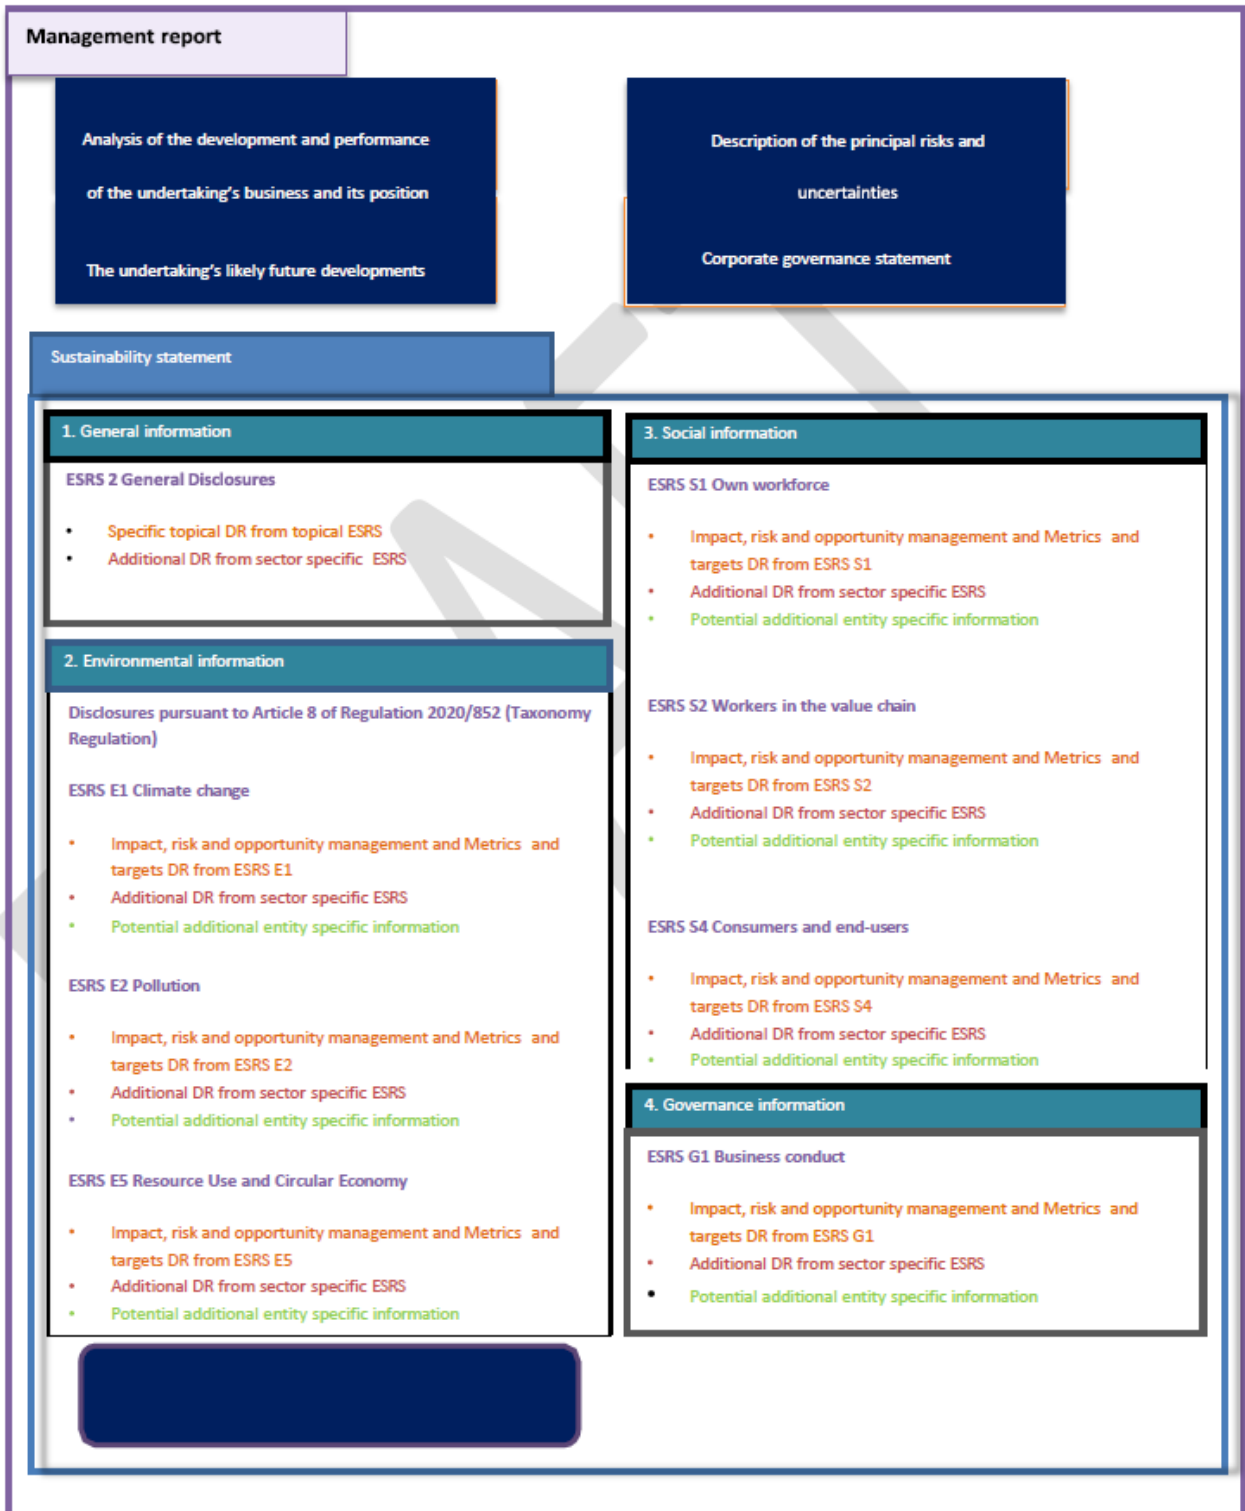 Management report
Analysis of the development and performance
of the undertaking's business and its position
The undertaking's likely future developments
Description of the principal risks and
uncertainties
Corporate governance statement
Sustainability statement
1. General information
ESRS 2 General Disclosures
• Specific topical DR from topical ESRS
• Additional DR from sector specific ESRS
2. Environmental information
Disclosures pursuant to Article 8 of Regulation 2020/852 (Taxonomy
Regulation)
ESRS E1 Climate change
• Impact, risk and opportunity management and Metrics and
targets DR from ESRS E1
• Additional DR from sector specific ESRS
• Potential additional entity specific information
ESRS E2 Pollution
• Impact, risk and opportunity management and Metrics and
targets DR from ESRS E2
• Additional DR from sector specific ESRS
• Potential additional entity specific information
ESRS E5 Resource Use and Circular Economy
• Impact, risk and opportunity management and Metrics and
targets DR from ESRS E5
• Additional DR from sector specific ESRS
• Potential additional entity specific information
3. Social information
ESRS S1 Own workforce
• Impact, risk and opportunity management and Metrics and
targets DR from ESRS S1
• Additional DR from sector specific ESRS
• Potential additional entity specific information
ESRS S2 Workers in the value chain
• Impact, risk and opportunity management and Metrics and
targets DR from ESRS S2
• Additional DR from sector specific ESRS
• Potential additional entity specific information
ESRS S4 Consumers and end-users
• Impact, risk and opportunity management and Metrics and
targets DR from ESRS S4
• Additional DR from sector specific ESRS
• Potential additional entity specific information
4. Governance information
ESRS G1 Business conduct
• Impact, risk and opportunity management and Metrics and
targets DR from ESRS G1
• Additional DR from sector specific ESRS
• Potential additional entity specific information